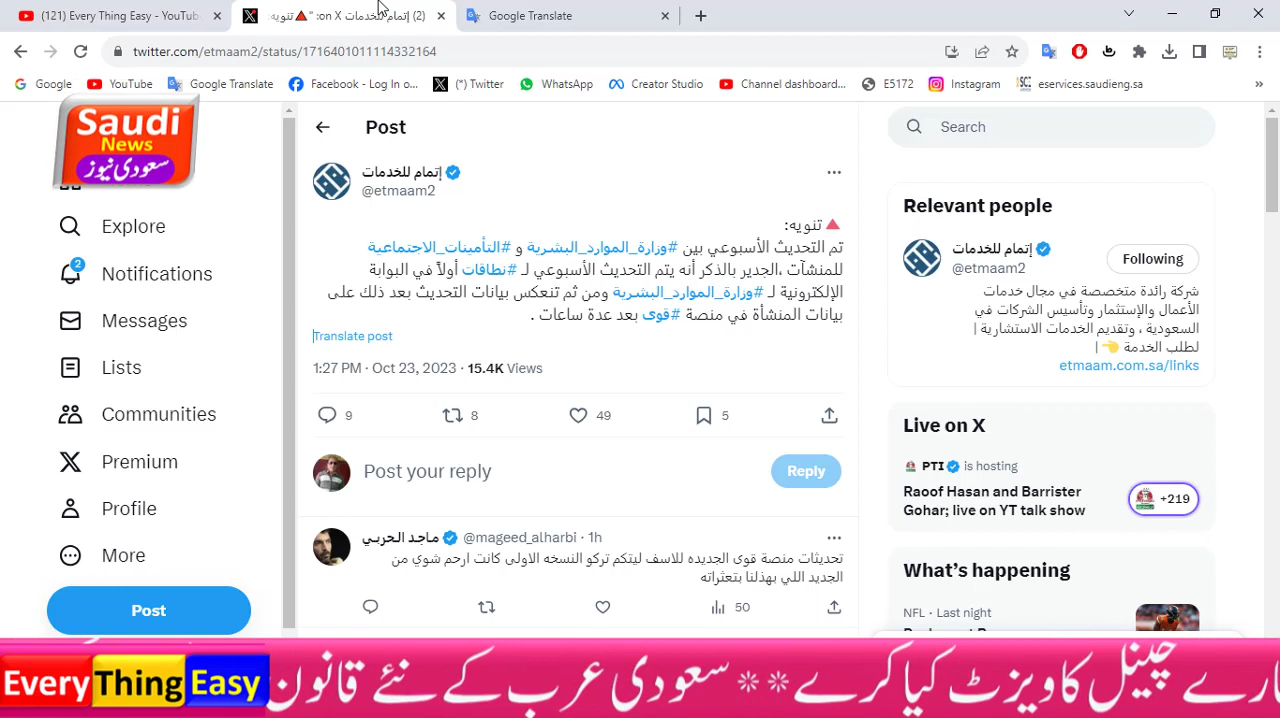 (121) Every Thing Easy - YouTub
(2) إتمام للخدمات on X: "🔺 تنويه:
Google Translate
twitter.com/etmaam2/status/1716401011114332164
Google
YouTube
Google Translate
Facebook - Log In o...
(*) Twitter
WhatsApp
Creator Studio
Channel dashboard...
E5172
Instagram
eservices.saudieng.sa
»
Saudi
News
سعودی نیوز
Explore
2
Notifications
Messages
Lists
Communities
Premium
Profile
More
Post
Post
إتمام للخدمات
@etmaam2
🔺تنويه:
تم التحديث الأسبوعي بين #وزارة_الموارد_البشرية و #التأمينات_الاجتماعية
للمنشآت ،الجدير بالذكر أنه يتم التحديث الأسبوعي لـ #نطاقات أولاً في البوابة
الإلكترونية لـ #وزارة_الموارد_البشرية ومن ثم تنعكس بيانات التحديث بعد ذلك على
بيانات المنشأة في منصة #قوى بعد عدة ساعات .
Translate post
1:27 PM · Oct 23, 2023 · 15.4K Views
9 8 49 5
Post your reply
Reply
ماجد الحربي @mageed_alharbi · 1h
تحديثات منصة قوى الجديده للاسف ليتكم تركو النسخه الاولى كانت ارحم شوي من
الجديد اللي بهذلنا بتعثراته
50
Search
Relevant people
إتمام للخدمات
@etmaam2
Following
شركة رائدة متخصصة في مجال خدمات
الأعمال والإستثمار وتأسيس الشركات في
السعودية ، وتقديم الخدمات الاستشارية |
لطلب الخدمة 👈 |
etmaam.com.sa/links
Live on X
PTI is hosting
Raoof Hasan and Barrister
Gohar; live on YT talk show
+219
What's happening
NFL · Last night
Every Thing Easy
ارے چینل کا ویزٹ کیا کرے ** سعودی عرب کے نئے قانون